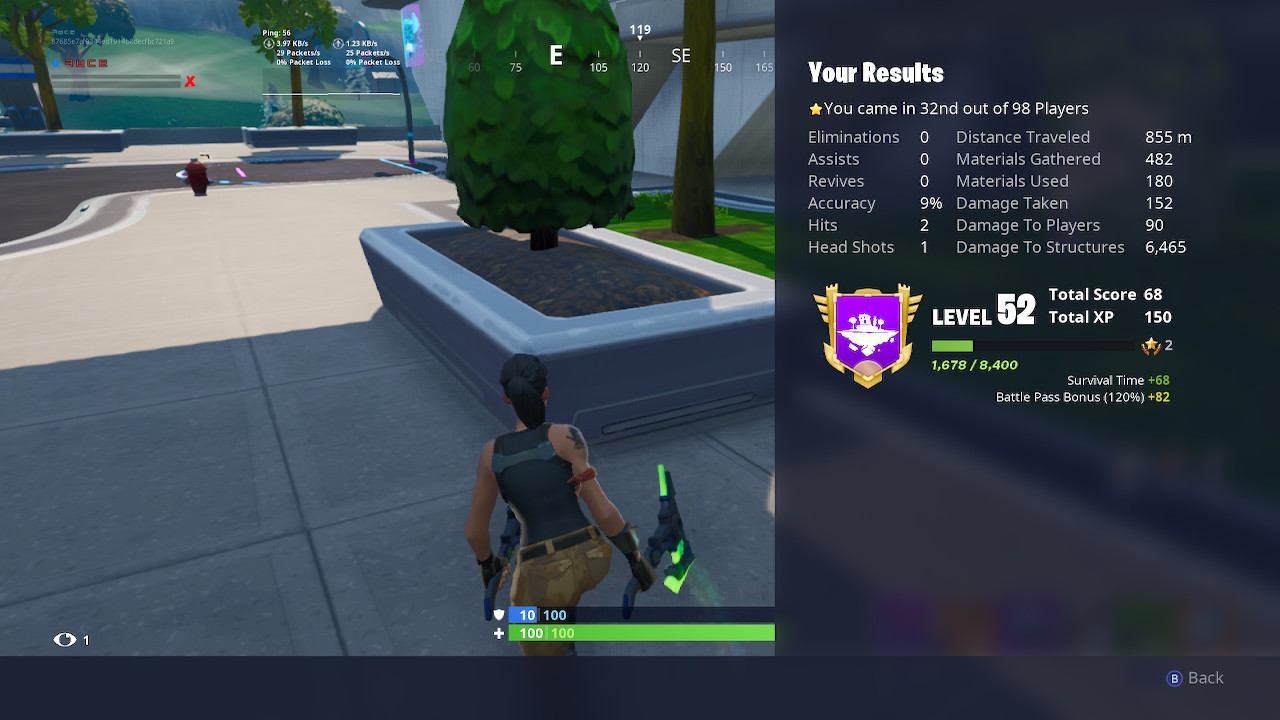 Ping: 56
3.97 KB/s 1.23 KB/s
29 Packet/s 25 Packet/s
0% Packet Loss 0% Packet Loss
119
E SE
60 75 105 120 150 165
X
1
10 100
100 100
Your Results
You came in 32nd out of 98 Players
Eliminations 0 Distance Traveled 855 m
Assists 0 Materials Gathered 482
Revives 0 Materials Used 180
Accuracy 9% Damage Taken 152
Hits 2 Damage To Players 90
Head Shots 1 Damage To Structures 6,465
LEVEL 52 Total Score 68
Total XP 150
2
1,678 / 8,400
Survival Time +68
Battle Pass Bonus (120%) +82
B Back